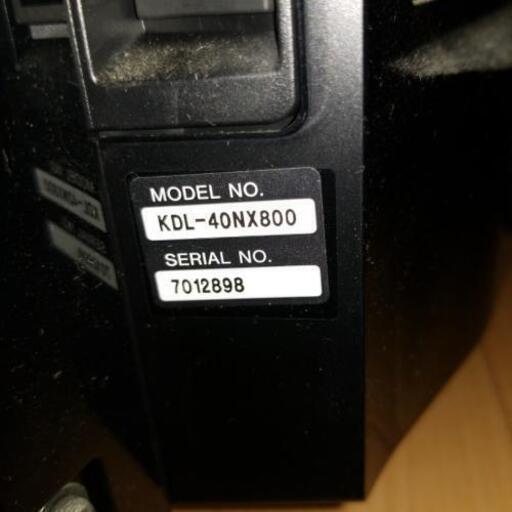 MODEL NO.
KDL-40NX800
SERIAL NO.
7012898